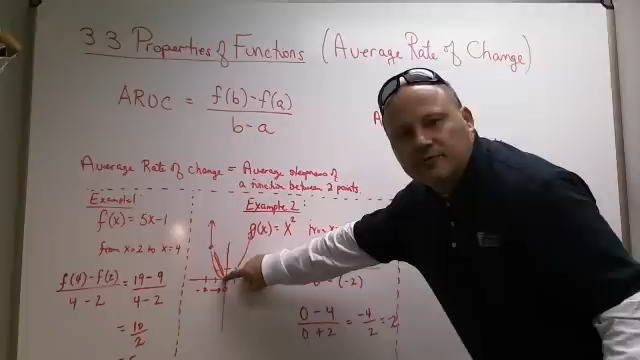 3.3 Properties of Functions (Average Rate of Change)
AROC = f(b)-f(a)
b-a
A
Average Rate of change = Average steepness of
a function between 2 points.
Example 1
f(x) = 5x-1
from x=2 to x=4
f(4)-f(2) = 19-9
4-2 4-2
= 10
2
Example 2
g(x) = x²
-2
0-(-2)
0-4 = -4 = -2
0+2 2